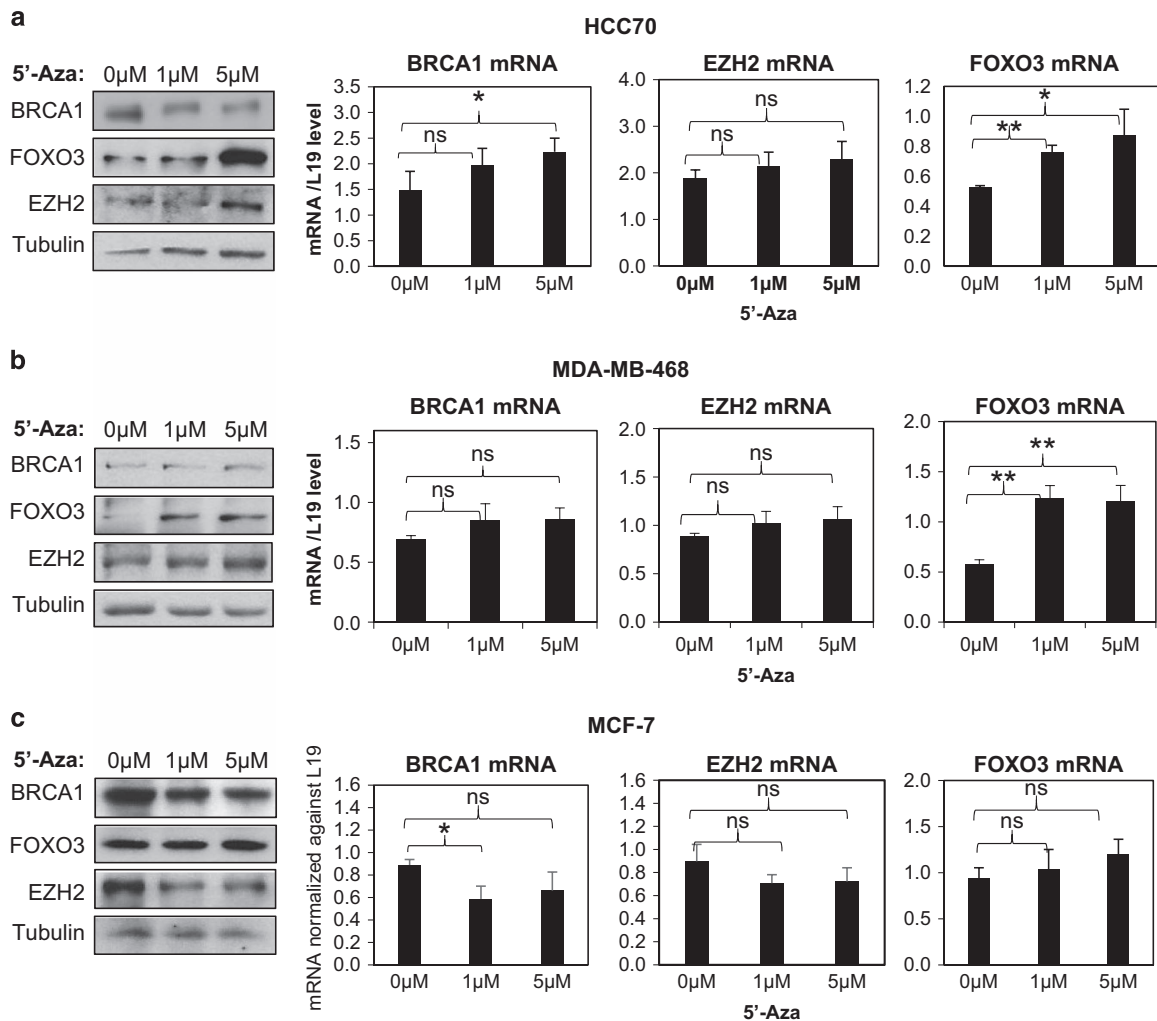 a
HCC70
5'-Aza: 0µM 1µM 5µM
BRCA1
FOXO3
EZH2
Tubulin
BRCA1 mRNA
mRNA /L19 level
3.5
3.0
2.5
2.0
1.5
1.0
0.5
0.0
*
ns
0µM 1µM 5µM
EZH2 mRNA
4.0
3.0
2.0
1.0
0.0
ns
ns
0µM 1µM 5µM
5'-Aza
FOXO3 mRNA
1.2
1.0
0.8
0.6
0.4
0.2
0.0
*
**
0µM 1µM 5µM
b
MDA-MB-468
5'-Aza: 0µM 1µM 5µM
BRCA1
FOXO3
EZH2
Tubulin
BRCA1 mRNA
mRNA /L19 level
1.5
1.0
0.5
0.0
ns
ns
0µM 1µM 5µM
EZH2 mRNA
2.0
1.5
1.0
0.5
0.0
ns
ns
0µM 1µM 5µM
5'-Aza
FOXO3 mRNA
2.0
1.5
1.0
0.5
0.0
**
**
0µM 1µM 5µM
c
MCF-7
5'-Aza: 0µM 1µM 5µM
BRCA1
FOXO3
EZH2
Tubulin
BRCA1 mRNA
mRNA normalized against L19
1.6
1.4
1.2
1.0
0.8
0.6
0.4
0.2
0.0
ns
*
0µM 1µM 5µM
EZH2 mRNA
1.6
1.4
1.2
1.0
0.8
0.6
0.4
0.2
0.0
ns
ns
0µM 1µM 5µM
5'-Aza
FOXO3 mRNA
2.0
1.5
1.0
0.5
0.0
ns
ns
0µM 1µM 5µM